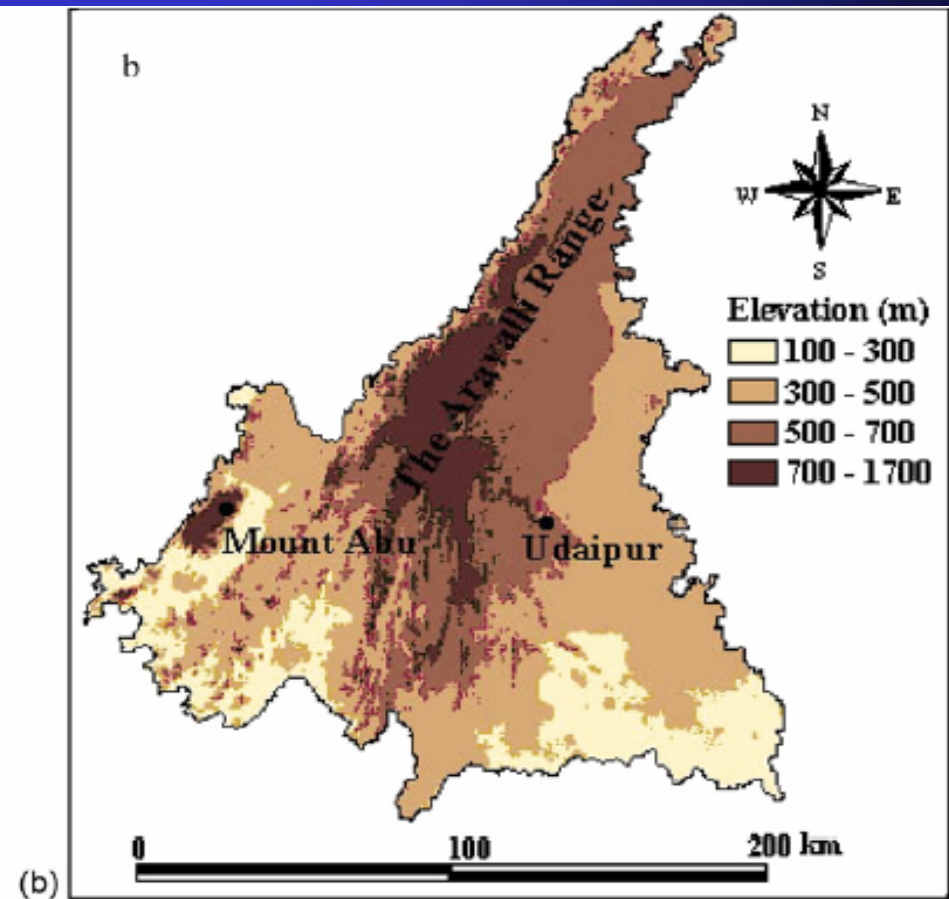 b
N
W E
S
The Aravalli Range
Elevation (m)
100 - 300
300 - 500
500 - 700
700 - 1700
Mount Abu
Udaipur
0 100 200 km
(b)